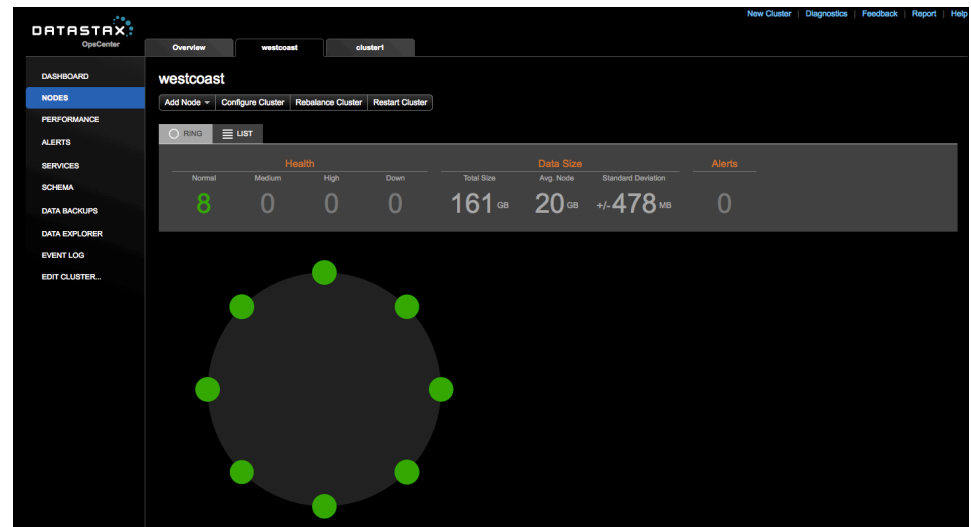 New Cluster | Diagnostics | Feedback | Report | Help
DATASTAX
OpsCenter
Overview westcoast cluster1
DASHBOARD
NODES
PERFORMANCE
ALERTS
SERVICES
SCHEMA
DATA BACKUPS
DATA EXPLORER
EVENT LOG
EDIT CLUSTER...
westcoast
Add Node Configure Cluster Rebalance Cluster Restart Cluster
RING LIST
Health Data Size Alerts
Normal Medium High Down Total Size Avg. Node Standard Deviation
8 0 0 0 161 GB 20 GB +/-478 MB 0